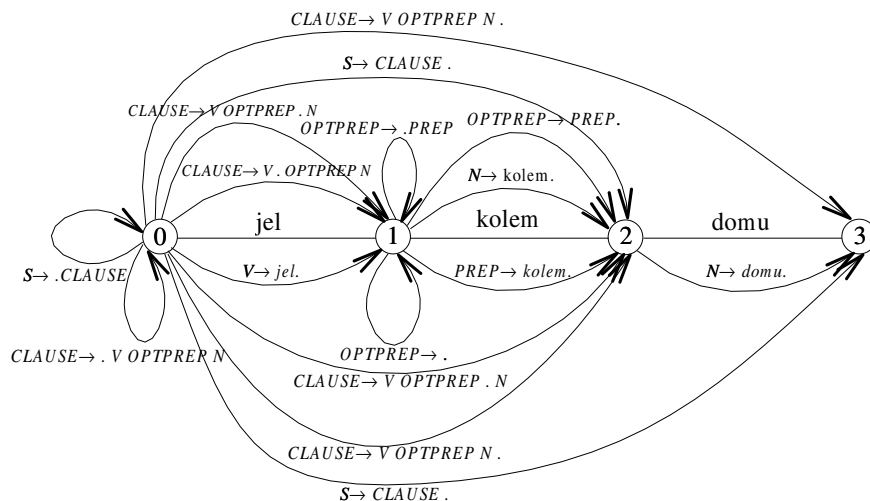 CLAUSE→ V OPTPREP N .
S→ CLAUSE .
CLAUSE→ V OPTPREP . N
OPTPREP→ .PREP
OPTPREP→ PREP.
CLAUSE→ V . OPTPREP N
N→ kolem.
jel
kolem
domu
0
1
2
3
S→ .CLAUSE
V→ jel.
PREP→ kolem.
N→ domu.
CLAUSE→ . V OPTPREP N
OPTPREP→ .
CLAUSE→ V OPTPREP . N
CLAUSE→ V OPTPREP N .
S→ CLAUSE .